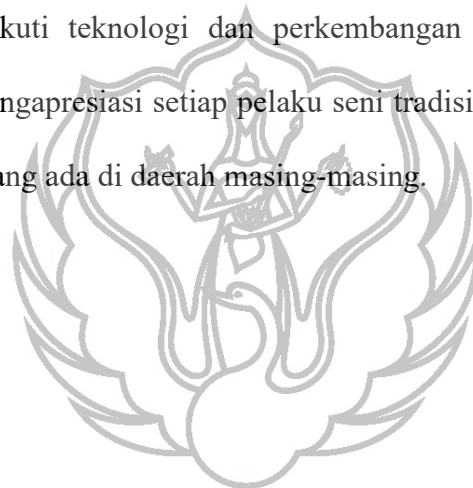 kuti teknologi dan perkembangan
ngapresiasi setiap pelaku seni tradisi
ang ada di daerah masing-masing.